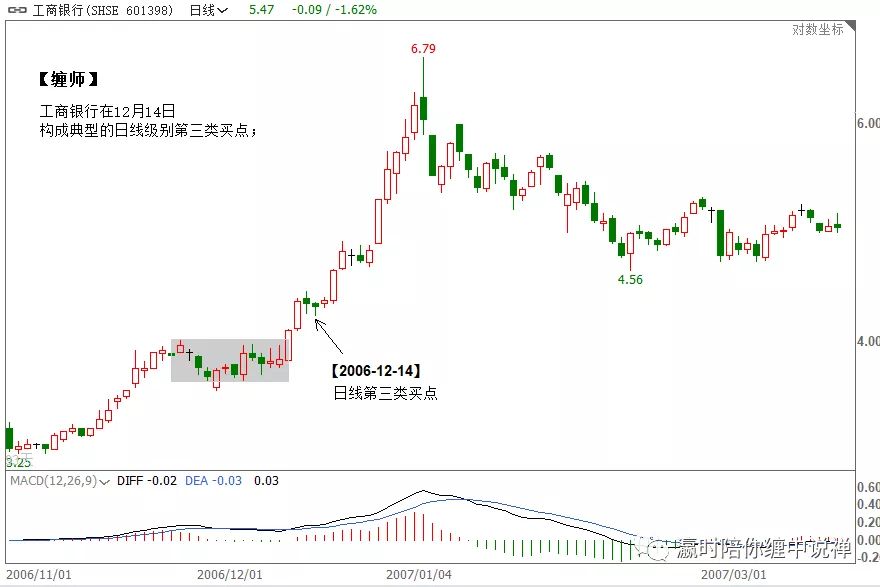 工商银行(SHSE 601398) 日线 5.47 -0.09 / -1.62%
对数坐标
6.79
【缠师】
工商银行在12月14日
构成典型的日线级别第三类买点；
6.00
4.56
4.00
【2006-12-14】
日线第三类买点
3.25
MACD(12,26,9) DIFF -0.02 DEA -0.03 0.03
0.60
0.40
0.20
0.00
-0.2
瀛时陪你缠中说禅
2006/11/01 2006/12/01 2007/01/04 2007/03/01